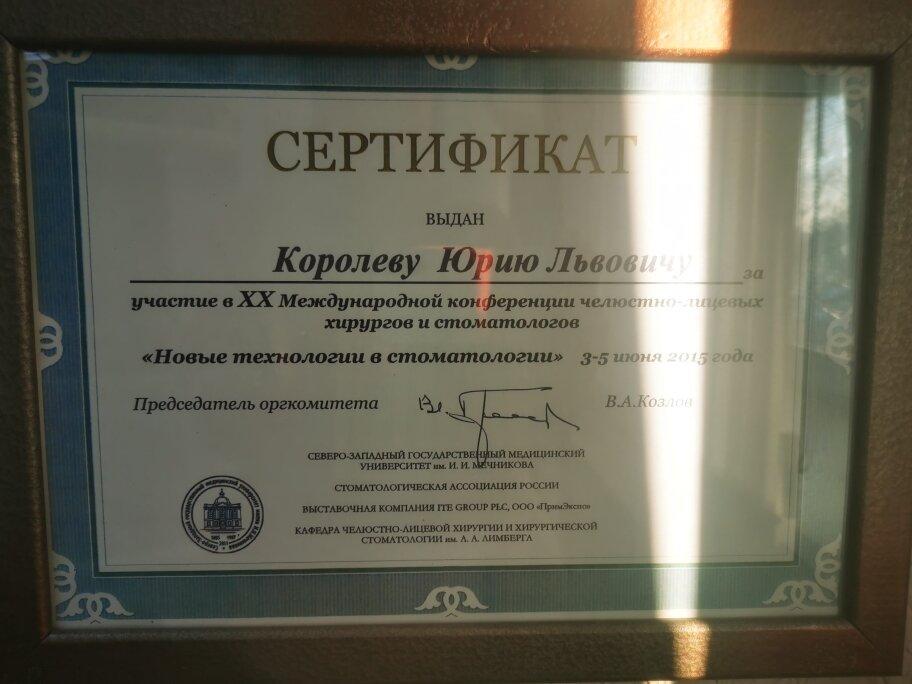 СЕРТИФИКАТ
ВЫДАН
Королеву Юрию Львовичу за
участие в XX Международной конференции челюстно-лицевых
хирургов и стоматологов
«Новые технологии в стоматологии» 3-5 июня 2015 года
Председатель оргкомитета В.А.Козлов
СЕВЕРО-ЗАПАДНЫЙ ГОСУДАРСТВЕННЫЙ МЕДИЦИНСКИЙ
УНИВЕРСИТЕТ им. И. И. МЕЧНИКОВА
СТОМАТОЛОГИЧЕСКАЯ АССОЦИАЦИЯ РОССИИ
ВЫСТАВОЧНАЯ КОМПАНИЯ ITE GROUP PLC, ООО «ПримЭкспо»
КАФЕДРА ЧЕЛЮСТНО-ЛИЦЕВОЙ ХИРУРГИИ И ХИРУРГИЧЕСКОЙ
СТОМАТОЛОГИИ им. А. А. ЛИМБЕРГА